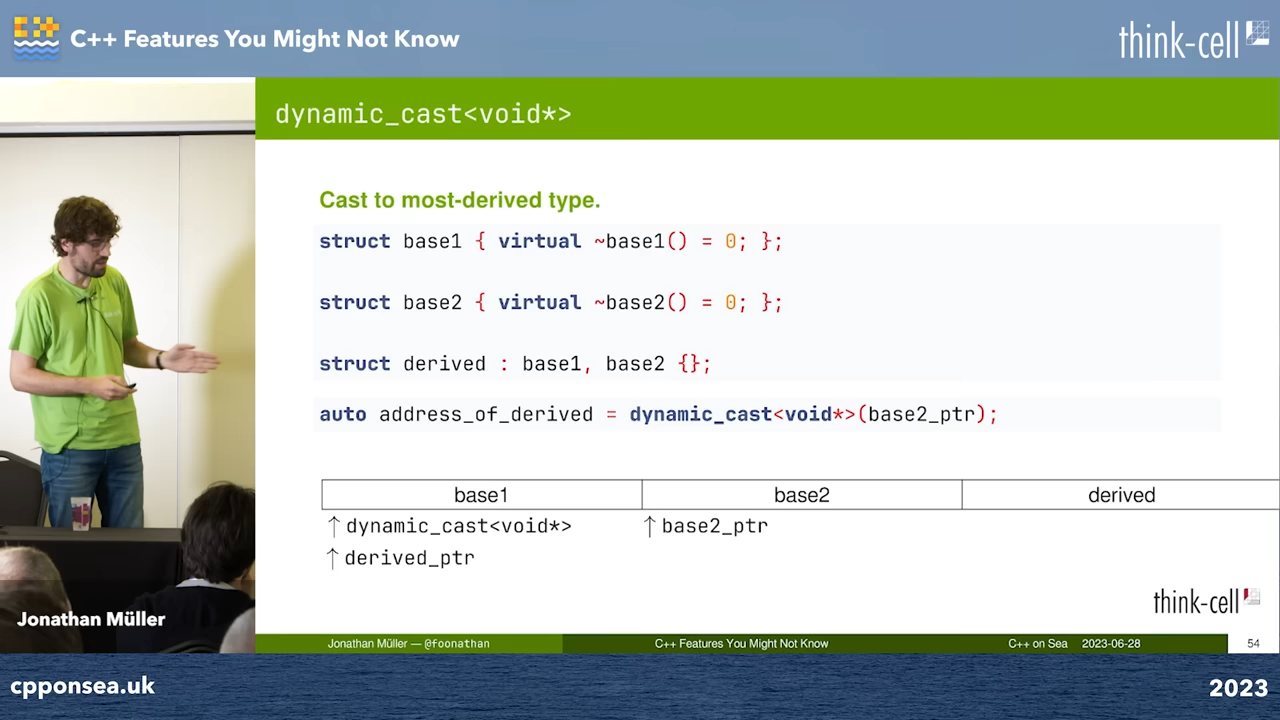 C++
C++ Features You Might Not Know
think-cell
dynamic_cast<void*>
Cast to most-derived type.
struct base1 { virtual ~base1() = 0; };
struct base2 { virtual ~base2() = 0; };
struct derived : base1, base2 {};
auto address_of_derived = dynamic_cast<void*>(base2_ptr);
base1 base2 derived
↑ dynamic_cast<void*> ↑ base2_ptr
↑ derived_ptr
think-cell
Jonathan Müller
Jonathan Müller — @foonathan C++ Features You Might Not Know C++ on Sea 2023-06-28 54
cpponsea.uk
2023